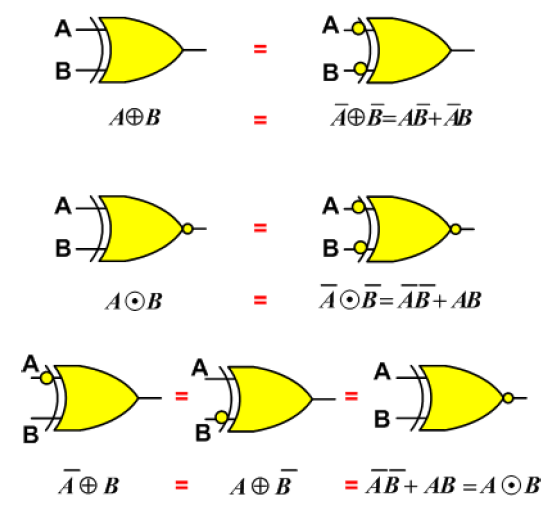 A = A
B B
A⊕B = A̅⊕B̅=AB̅+A̅B
A = A
B B
A⊙B = A̅⊙B̅=A̅B̅+AB
A = A = A
B B B
A̅⊕B = A⊕B̅ = A̅B̅+AB=A⊙B